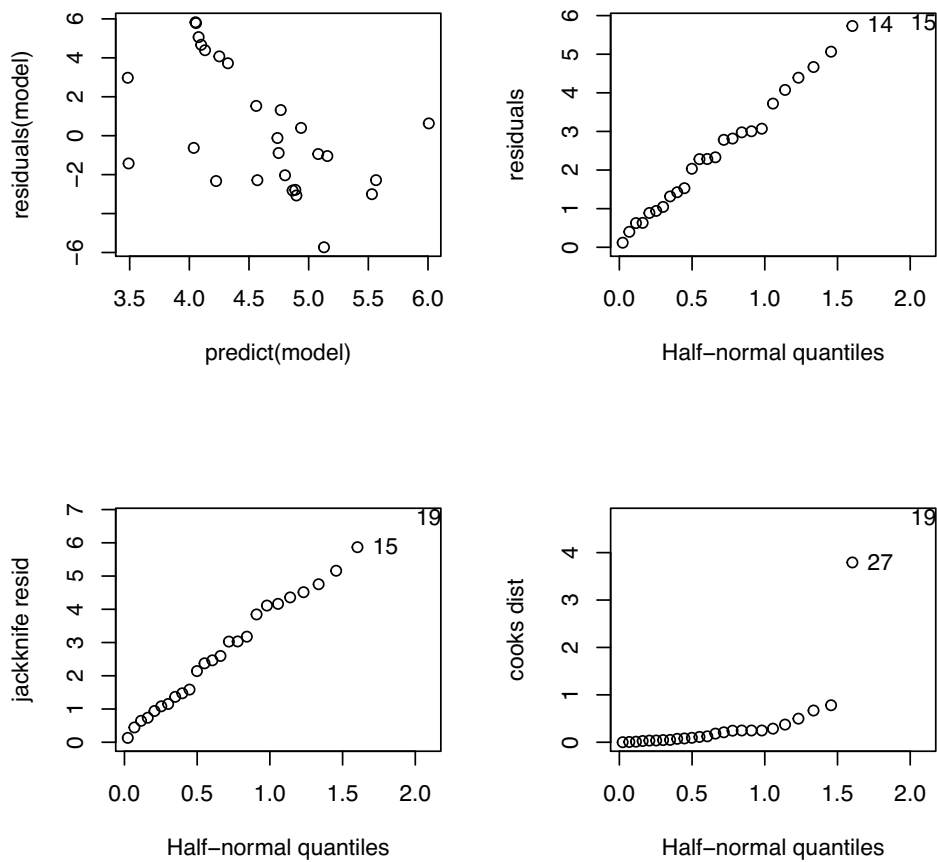 residuals(model)
6
4
2
0
−2
−6
3.5 4.0 4.5 5.0 5.5 6.0
predict(model)
residuals
6
5
4
3
2
1
0
14 15
0.0 0.5 1.0 1.5 2.0
Half−normal quantiles
jackknife resid
7
6
5
4
3
2
1
0
19
15
0.0 0.5 1.0 1.5 2.0
Half−normal quantiles
cooks dist
4
3
1
0
19
27
0.0 0.5 1.0 1.5 2.0
Half−normal quantiles